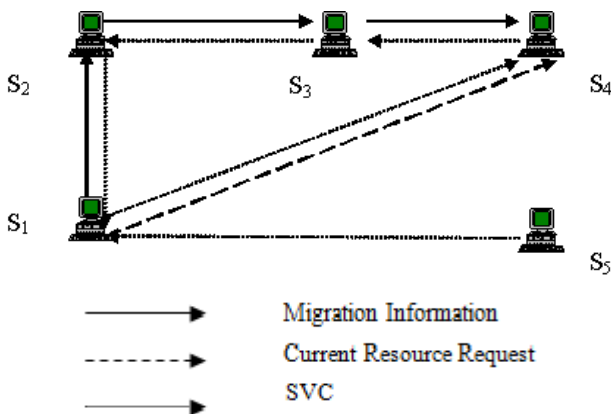 S2
S3
S4
S1
S5
Migration Information
Current Resource Request
SVC